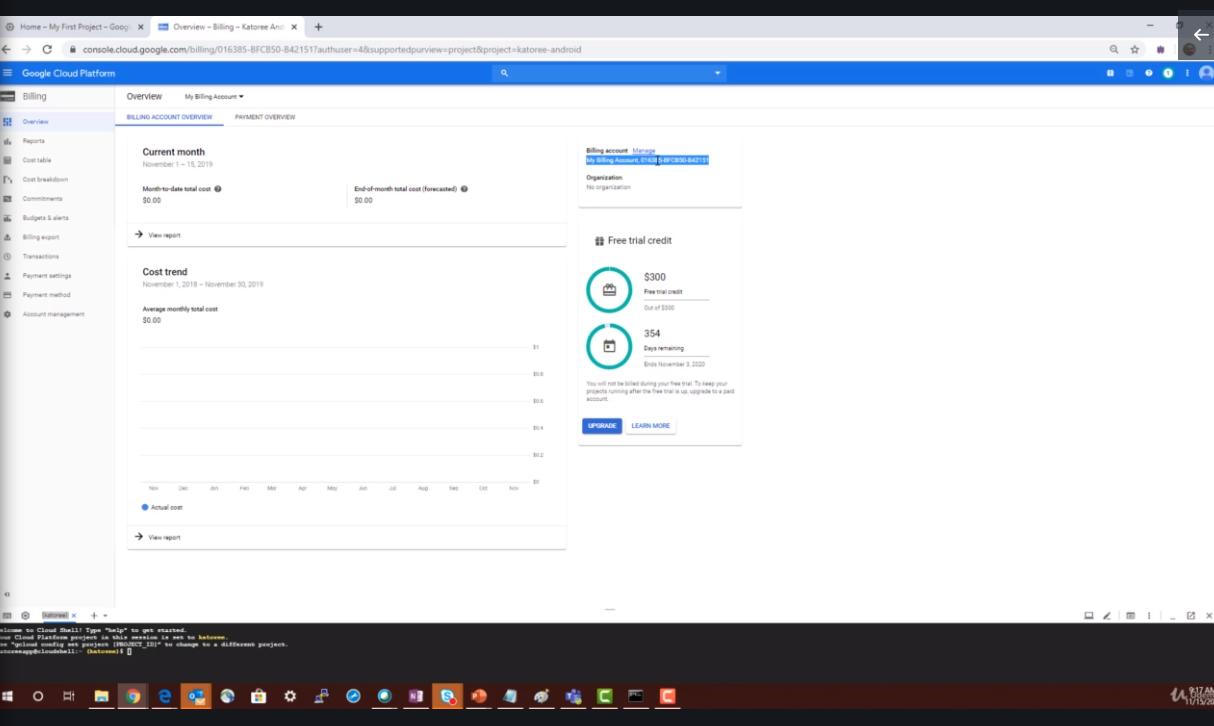 Home – My First Project – Goog
Overview – Billing – Katoree And
console.cloud.google.com/billing/016385-BFCB50-B42151?authuser=4&supportedpurview=project&project=katoree-android
Google Cloud Platform
Billing
Overview
My Billing Account
Overview
Reports
Cost table
Cost breakdown
Commitments
Budgets & alerts
Billing export
Transactions
Payment settings
Payment method
Account management
BILLING ACCOUNT OVERVIEW
PAYMENT OVERVIEW
Current month
November 1 – 15, 2019
Month-to-date total cost
$0.00
End-of-month total cost (forecasted)
$0.00
View report
Cost trend
November 1, 2018 – November 30, 2019
Average monthly total cost
$0.00
$1
$0.8
$0.6
$0.4
$0.2
$0
Nov Dec Jan Feb Mar Apr May Jun Jul Aug Sep Oct Nov
Actual cost
View report
Billing account Manage
My Billing Account, 016385-BFCB50-B42151
Organization
No organization
Free trial credit
$300
Free trial credit
Out of $300
354
Days remaining
Ends November 3, 2020
You will not be billed during your free trial. To keep your
projects running after the free trial is up, upgrade to a paid
account.
UPGRADE
LEARN MORE
(katoree)
elcome to Cloud Shell! Type "help" to get started.
our Cloud Platform project in this session is set to katoree.
se "gcloud config set project [PROJECT_ID]" to change to a different project.
atoreeapp@cloudshell:~ (katoree)$
9:17 AM
11/15/20